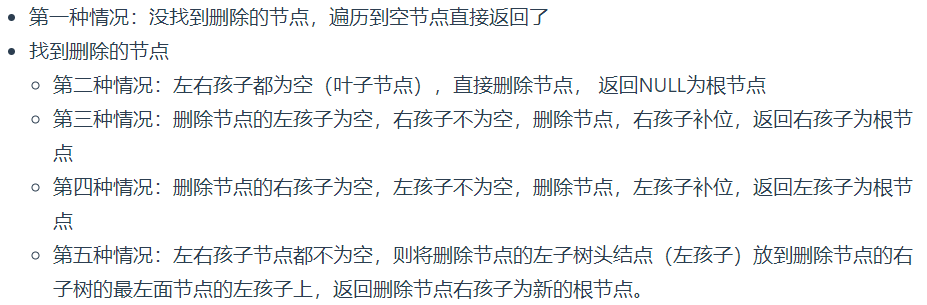 第一种情况：没找到删除的节点，遍历到空节点直接返回了
找到删除的节点
第二种情况：左右孩子都为空（叶子节点），直接删除节点， 返回NULL为根节点
第三种情况：删除节点的左孩子为空，右孩子不为空，删除节点，右孩子补位，返回右孩子为根节
点
第四种情况：删除节点的右孩子为空，左孩子不为空，删除节点，左孩子补位，返回左孩子为根节
点
第五种情况：左右孩子节点都不为空，则将删除节点的左子树头结点（左孩子）放到删除节点的右
子树的最左面节点的左孩子上，返回删除节点右孩子为新的根节点。